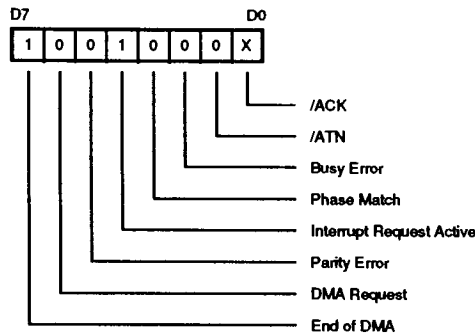 D7 D0
1 0 0 1 0 0 0 X
/ACK
/ATN
Busy Error
Phase Match
Interrupt Request Active
Parity Error
DMA Request
End of DMA